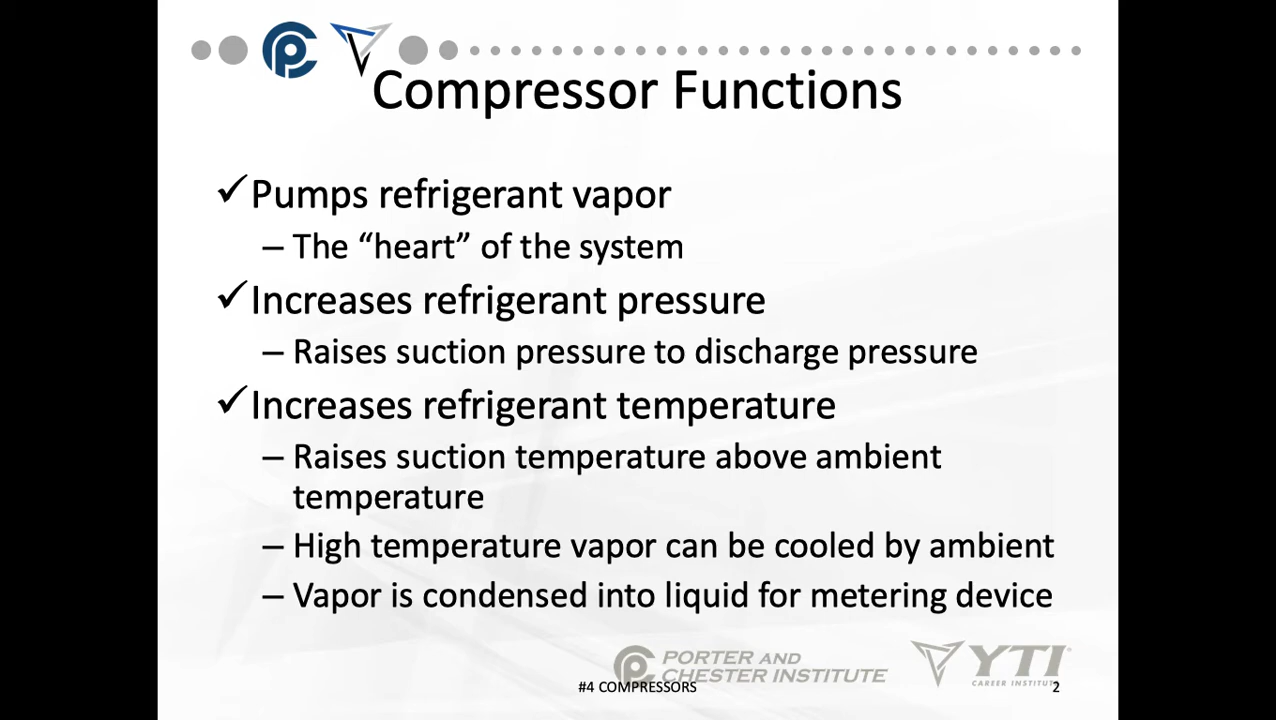 Compressor Functions
✓Pumps refrigerant vapor
– The “heart” of the system
✓Increases refrigerant pressure
– Raises suction pressure to discharge pressure
✓Increases refrigerant temperature
– Raises suction temperature above ambient
temperature
– High temperature vapor can be cooled by ambient
– Vapor is condensed into liquid for metering device
PORTER AND
CHESTER INSTITUTE
YTI
CAREER INSTITUTE
#4 COMPRESSORS
2